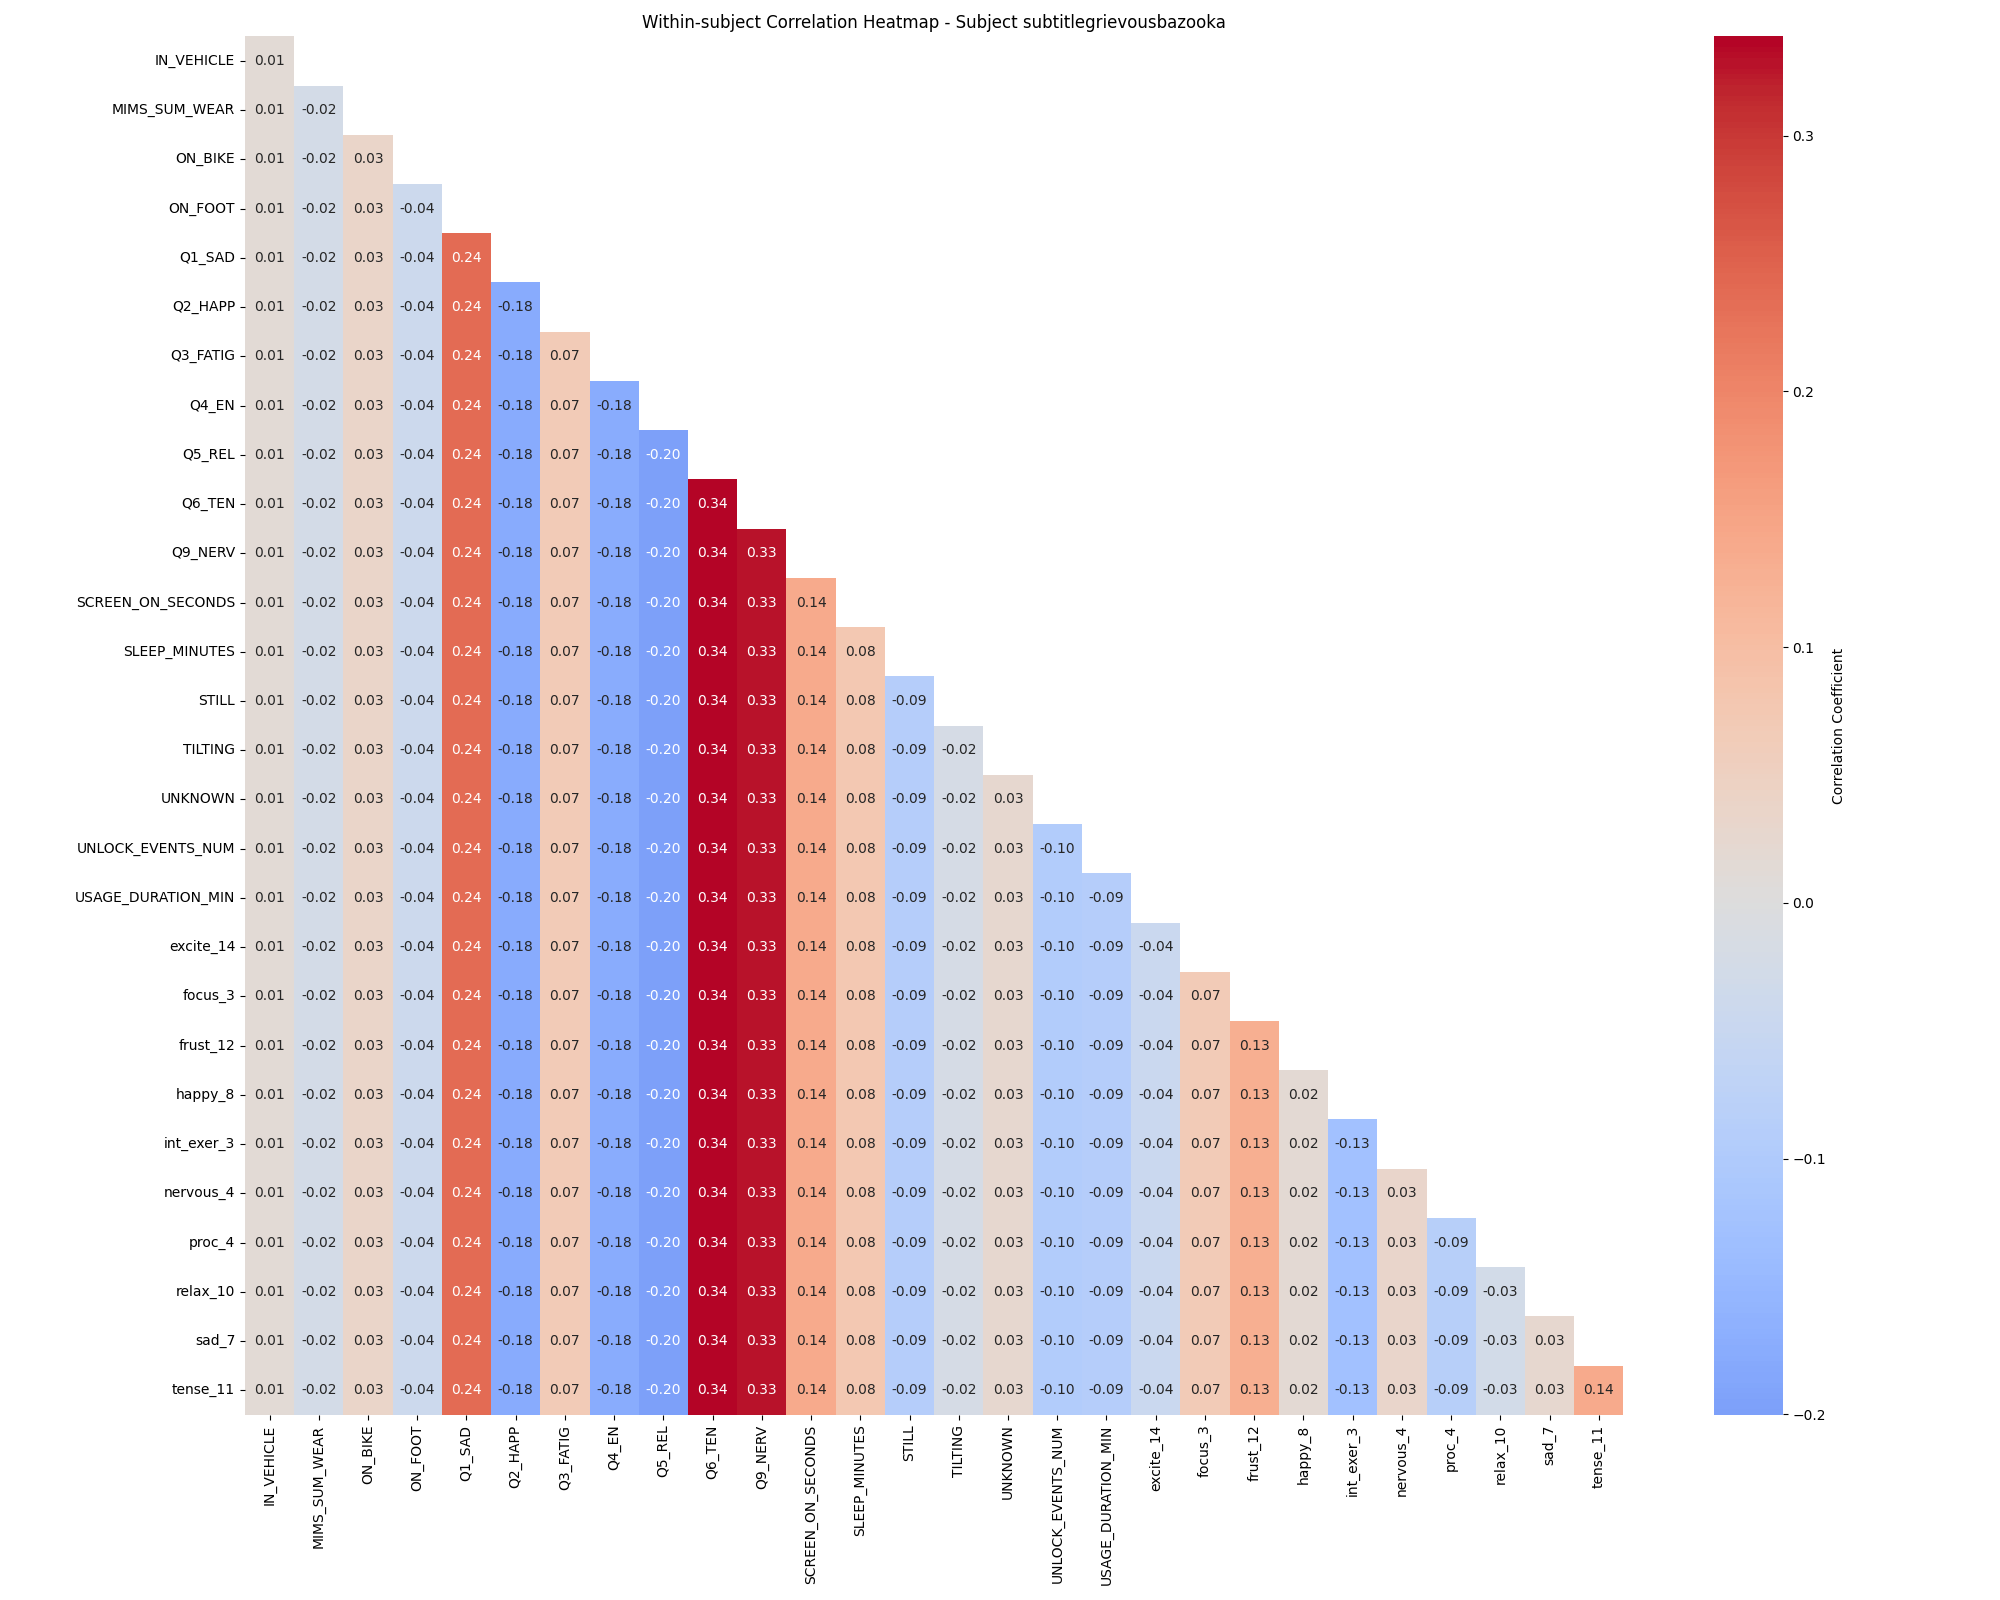 Within-subject Correlation Heatmap - Subject subtitlegrievousbazooka
IN_VEHICLE 0.01
MIMS_SUM_WEAR 0.01 -0.02
ON_BIKE 0.01 -0.02 0.03
ON_FOOT 0.01 -0.02 0.03 -0.04
Q1_SAD 0.01 -0.02 0.03 -0.04 0.24
Q2_HAPP 0.01 -0.02 0.03 -0.04 0.24 -0.18
Q3_FATIG 0.01 -0.02 0.03 -0.04 0.24 -0.18 0.07
Q4_EN 0.01 -0.02 0.03 -0.04 0.24 -0.18 0.07 -0.18
Q5_REL 0.01 -0.02 0.03 -0.04 0.24 -0.18 0.07 -0.18 -0.20
Q6_TEN 0.01 -0.02 0.03 -0.04 0.24 -0.18 0.07 -0.18 -0.20 0.34
Q9_NERV 0.01 -0.02 0.03 -0.04 0.24 -0.18 0.07 -0.18 -0.20 0.34 0.33
SCREEN_ON_SECONDS 0.01 -0.02 0.03 -0.04 0.24 -0.18 0.07 -0.18 -0.20 0.34 0.33 0.14
SLEEP_MINUTES 0.01 -0.02 0.03 -0.04 0.24 -0.18 0.07 -0.18 -0.20 0.34 0.33 0.14 0.08
STILL 0.01 -0.02 0.03 -0.04 0.24 -0.18 0.07 -0.18 -0.20 0.34 0.33 0.14 0.08 -0.09
TILTING 0.01 -0.02 0.03 -0.04 0.24 -0.18 0.07 -0.18 -0.20 0.34 0.33 0.14 0.08 -0.09 -0.02
UNKNOWN 0.01 -0.02 0.03 -0.04 0.24 -0.18 0.07 -0.18 -0.20 0.34 0.33 0.14 0.08 -0.09 -0.02 0.03
UNLOCK_EVENTS_NUM 0.01 -0.02 0.03 -0.04 0.24 -0.18 0.07 -0.18 -0.20 0.34 0.33 0.14 0.08 -0.09 -0.02 0.03 -0.10
USAGE_DURATION_MIN 0.01 -0.02 0.03 -0.04 0.24 -0.18 0.07 -0.18 -0.20 0.34 0.33 0.14 0.08 -0.09 -0.02 0.03 -0.10 -0.09
excite_14 0.01 -0.02 0.03 -0.04 0.24 -0.18 0.07 -0.18 -0.20 0.34 0.33 0.14 0.08 -0.09 -0.02 0.03 -0.10 -0.09 -0.04
focus_3 0.01 -0.02 0.03 -0.04 0.24 -0.18 0.07 -0.18 -0.20 0.34 0.33 0.14 0.08 -0.09 -0.02 0.03 -0.10 -0.09 -0.04 0.07
frust_12 0.01 -0.02 0.03 -0.04 0.24 -0.18 0.07 -0.18 -0.20 0.34 0.33 0.14 0.08 -0.09 -0.02 0.03 -0.10 -0.09 -0.04 0.07 0.13
happy_8 0.01 -0.02 0.03 -0.04 0.24 -0.18 0.07 -0.18 -0.20 0.34 0.33 0.14 0.08 -0.09 -0.02 0.03 -0.10 -0.09 -0.04 0.07 0.13 0.02
int_exer_3 0.01 -0.02 0.03 -0.04 0.24 -0.18 0.07 -0.18 -0.20 0.34 0.33 0.14 0.08 -0.09 -0.02 0.03 -0.10 -0.09 -0.04 0.07 0.13 0.02 -0.13
nervous_4 0.01 -0.02 0.03 -0.04 0.24 -0.18 0.07 -0.18 -0.20 0.34 0.33 0.14 0.08 -0.09 -0.02 0.03 -0.10 -0.09 -0.04 0.07 0.13 0.02 -0.13 0.03
proc_4 0.01 -0.02 0.03 -0.04 0.24 -0.18 0.07 -0.18 -0.20 0.34 0.33 0.14 0.08 -0.09 -0.02 0.03 -0.10 -0.09 -0.04 0.07 0.13 0.02 -0.13 0.03 -0.09
relax_10 0.01 -0.02 0.03 -0.04 0.24 -0.18 0.07 -0.18 -0.20 0.34 0.33 0.14 0.08 -0.09 -0.02 0.03 -0.10 -0.09 -0.04 0.07 0.13 0.02 -0.13 0.03 -0.09 -0.03
sad_7 0.01 -0.02 0.03 -0.04 0.24 -0.18 0.07 -0.18 -0.20 0.34 0.33 0.14 0.08 -0.09 -0.02 0.03 -0.10 -0.09 -0.04 0.07 0.13 0.02 -0.13 0.03 -0.09 -0.03 0.03
tense_11 0.01 -0.02 0.03 -0.04 0.24 -0.18 0.07 -0.18 -0.20 0.34 0.33 0.14 0.08 -0.09 -0.02 0.03 -0.10 -0.09 -0.04 0.07 0.13 0.02 -0.13 0.03 -0.09 -0.03 0.03 0.14
IN_VEHICLE
MIMS_SUM_WEAR
ON_BIKE
ON_FOOT
Q1_SAD
Q2_HAPP
Q3_FATIG
Q4_EN
Q5_REL
Q6_TEN
Q9_NERV
SCREEN_ON_SECONDS
SLEEP_MINUTES
STILL
TILTING
UNKNOWN
UNLOCK_EVENTS_NUM
USAGE_DURATION_MIN
excite_14
focus_3
frust_12
happy_8
int_exer_3
nervous_4
proc_4
relax_10
sad_7
tense_11
0.3
0.2
0.1
0.0
−0.1
−0.2
Correlation Coefficient